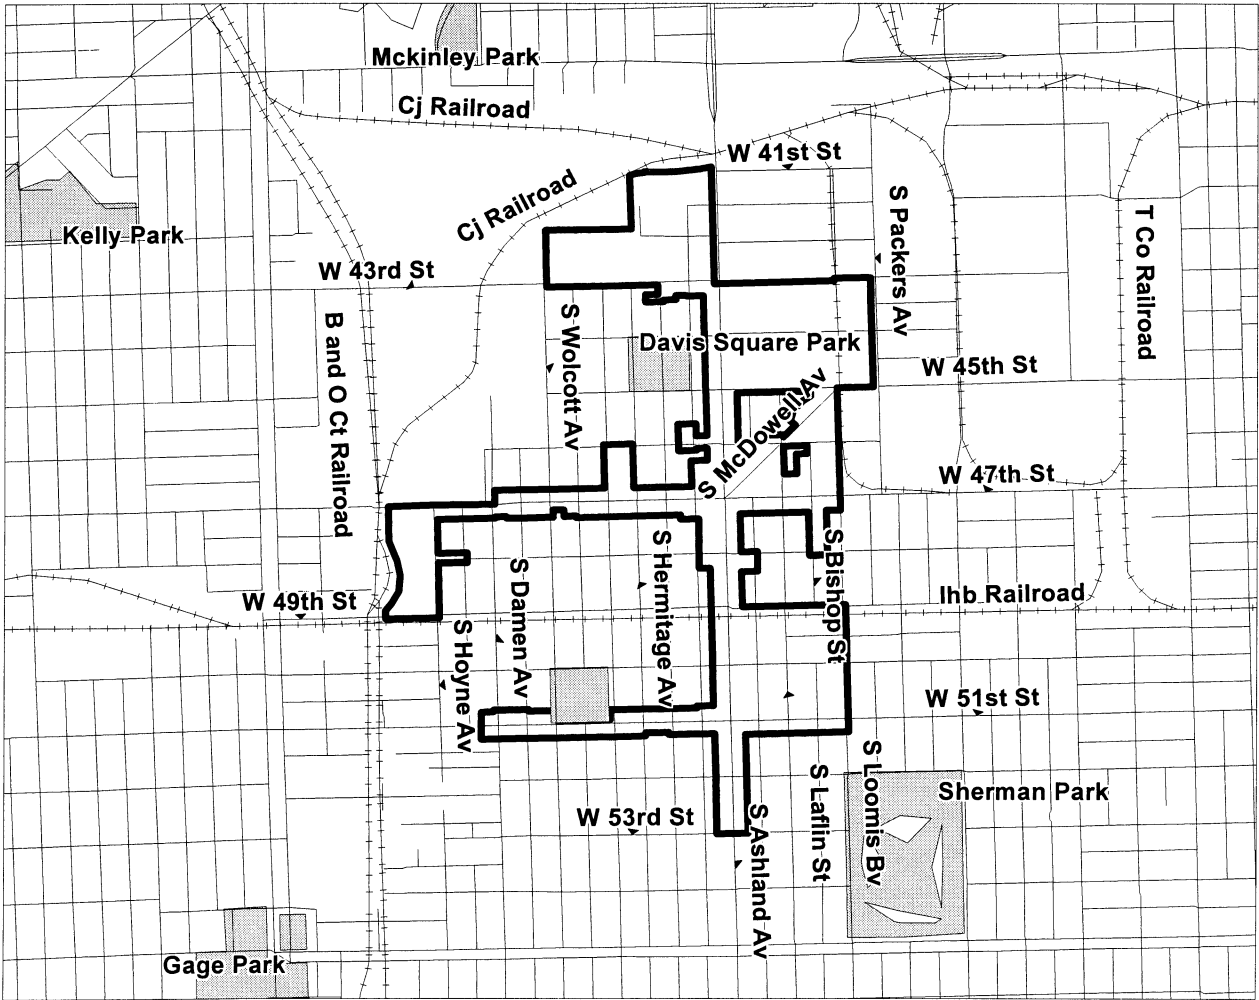 Mckinley Park
Cj Railroad
W 41st St
Cj Railroad
S Packers Av
T Co Railroad
Kelly Park
W 43rd St
B and O Ct Railroad
S Wolcott Av
Davis Square Park
W 45th St
S McDowell Av
W 47th St
S Bishop St
S Hermitage Av
S Damen Av
Ihb Railroad
W 49th St
S Hoyne Av
W 51st St
S Loomis Bv
S Laflin St
Sherman Park
W 53rd St
S Ashland Av
Gage Park